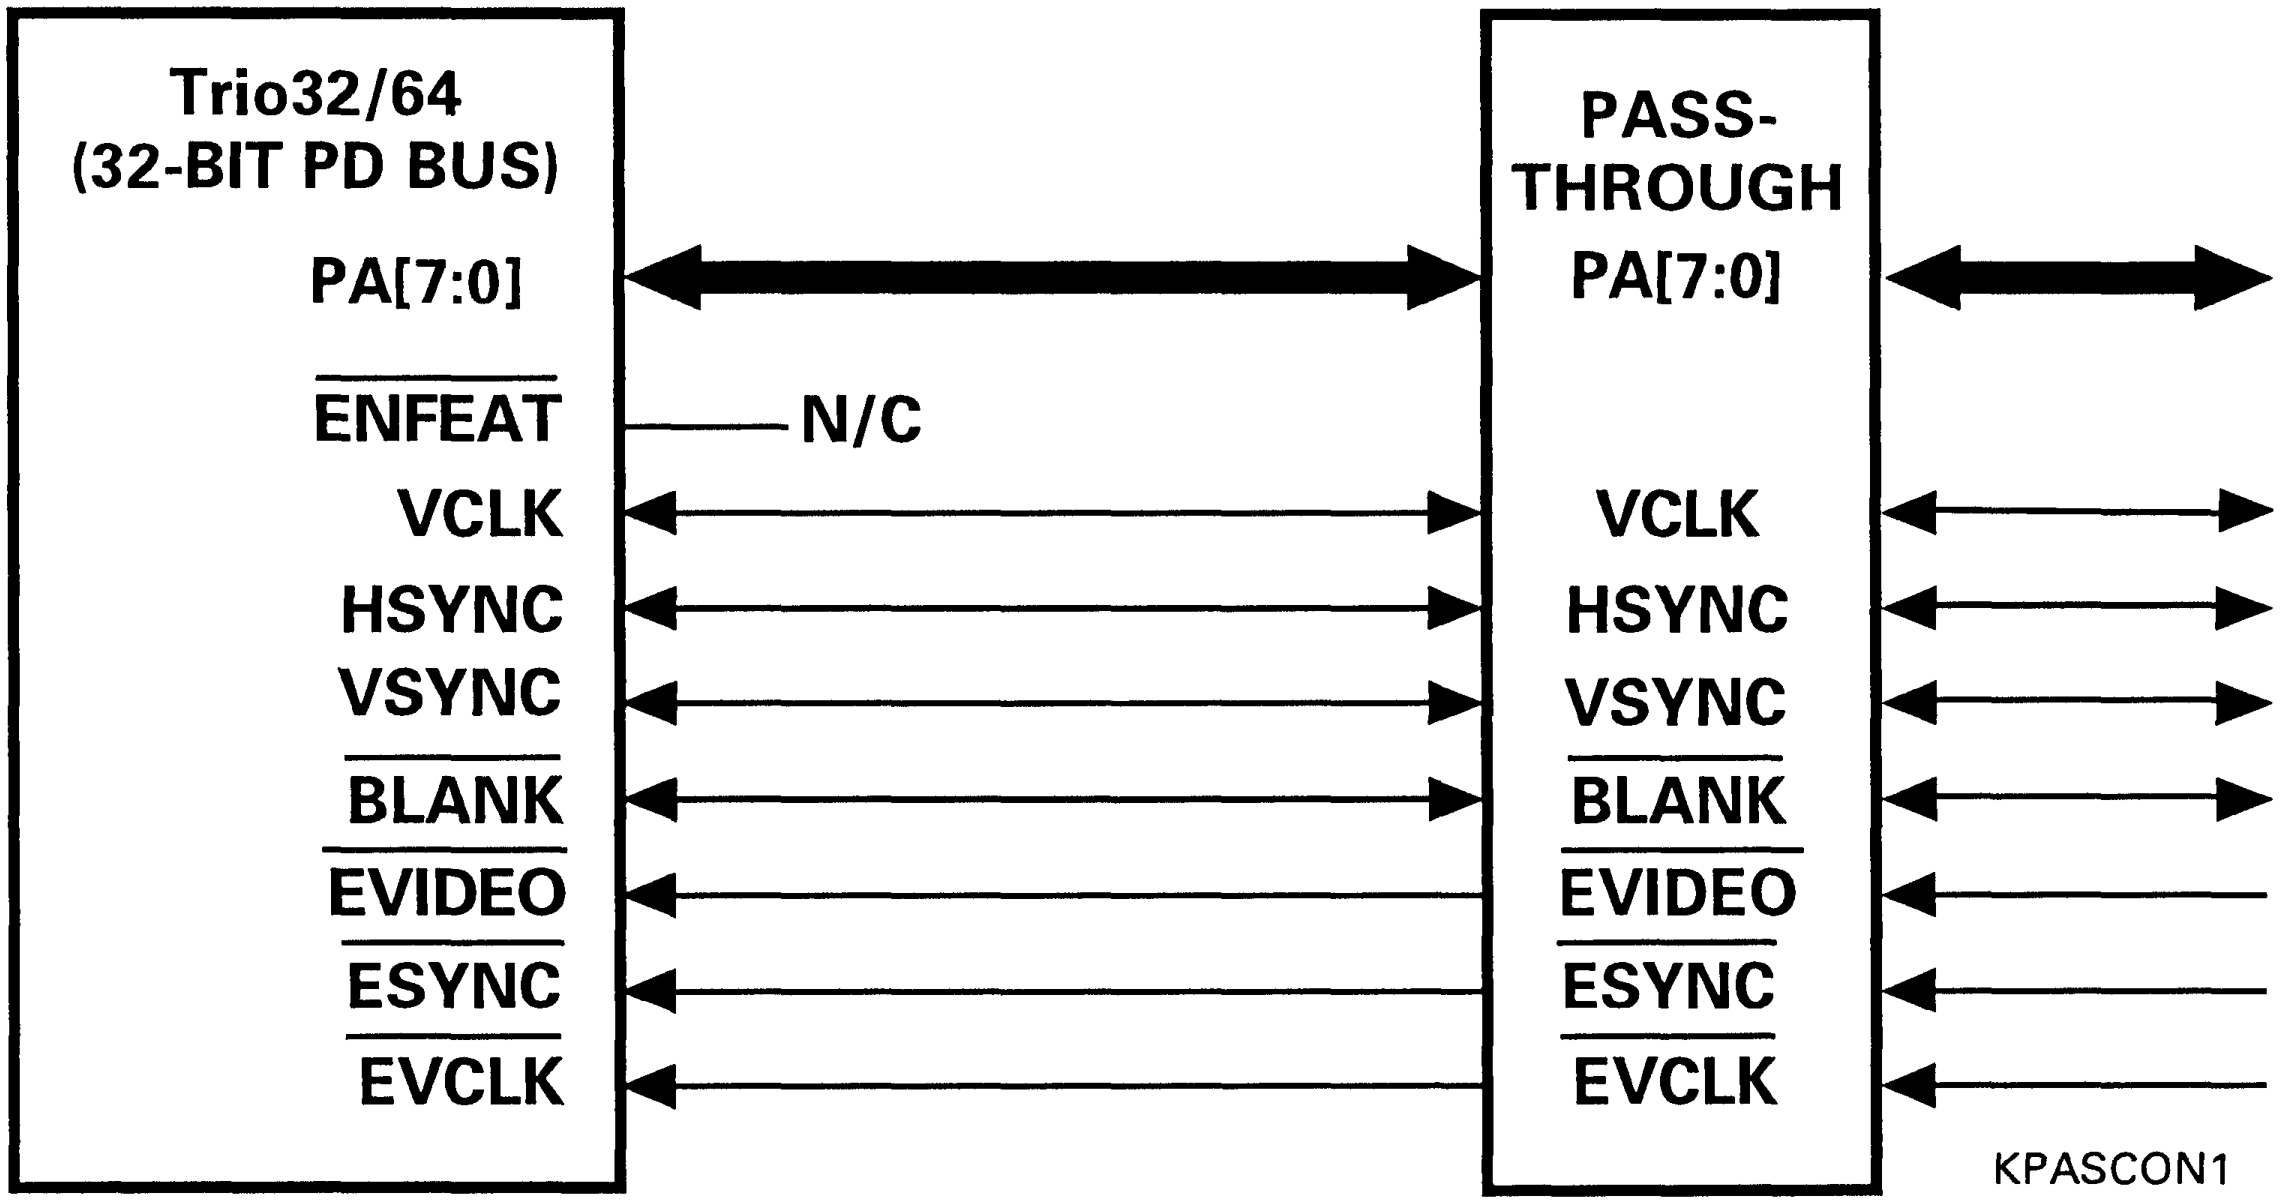 Trio32/64
(32-BIT PD BUS)
PA[7:0]
ENFEAT
N/C
VCLK
HSYNC
VSYNC
BLANK
EVIDEO
ESYNC
EVCLK
PASS-
THROUGH
PA[7:0]
VCLK
HSYNC
VSYNC
BLANK
EVIDEO
ESYNC
EVCLK
KPASCON1